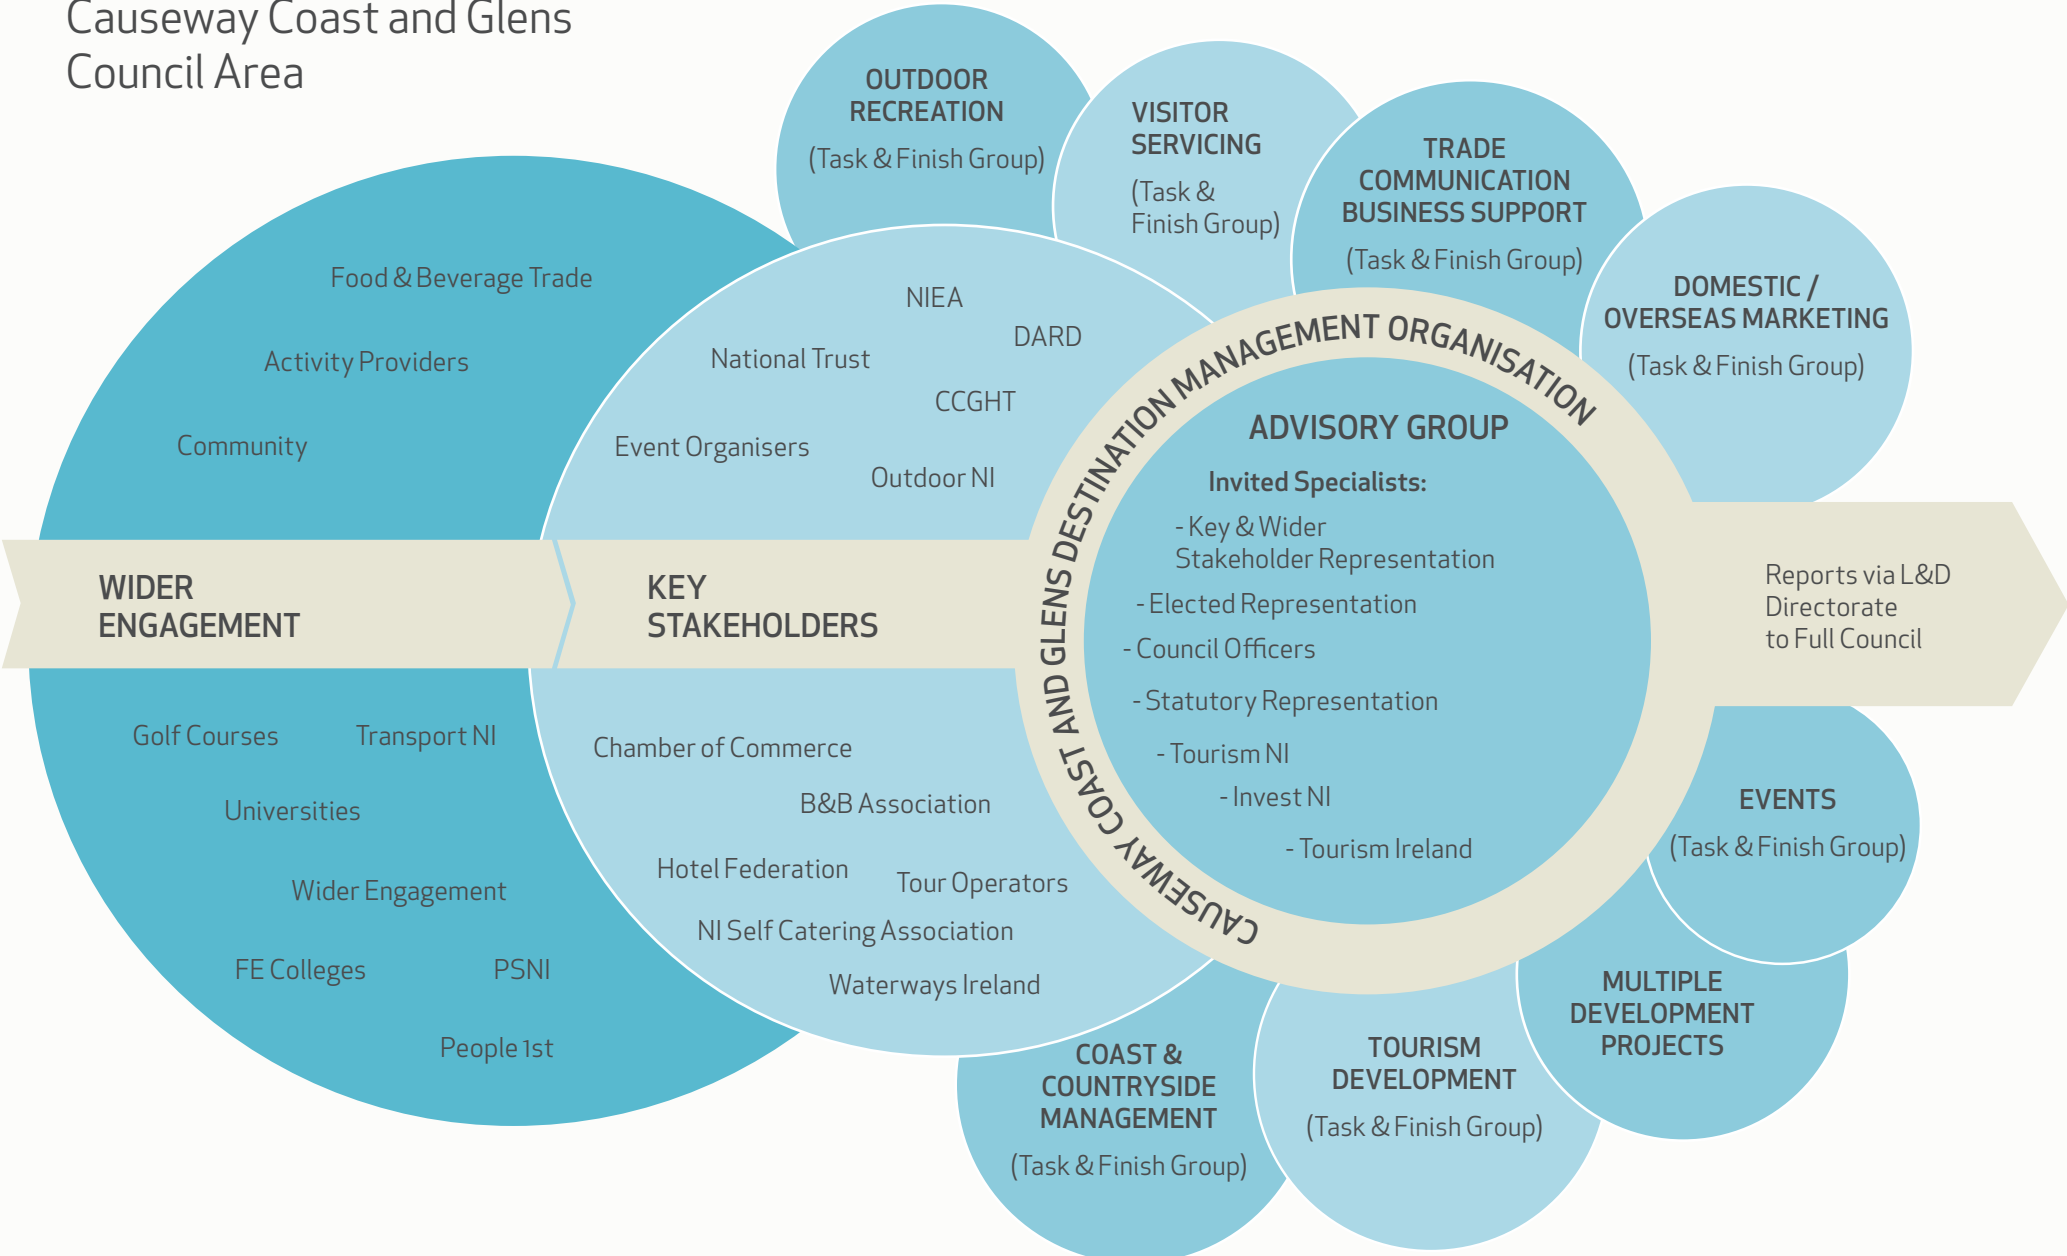 Causeway Coast and Glens
Council Area
OUTDOOR
RECREATION
(Task & Finish Group)
VISITOR
SERVICING
(Task &
Finish Group)
TRADE
COMMUNICATION
BUSINESS SUPPORT
(Task & Finish Group)
DOMESTIC /
OVERSEAS MARKETING
(Task & Finish Group)
Food & Beverage Trade
Activity Providers
Community
NIEA
DARD
National Trust
CCGHT
Event Organisers
Outdoor NI
CAUSEWAY COAST AND GLENS DESTINATION MANAGEMENT ORGANISATION
ADVISORY GROUP
Invited Specialists:
- Key & Wider
Stakeholder Representation
- Elected Representation
- Council Officers
- Statutory Representation
- Tourism NI
- Invest NI
- Tourism Ireland
WIDER
ENGAGEMENT
KEY
STAKEHOLDERS
Reports via L&D
Directorate
to Full Council
Golf Courses
Transport NI
Universities
Wider Engagement
FE Colleges
PSNI
People 1st
Chamber of Commerce
B&B Association
Hotel Federation
Tour Operators
NI Self Catering Association
Waterways Ireland
EVENTS
(Task & Finish Group)
MULTIPLE
DEVELOPMENT
PROJECTS
TOURISM
DEVELOPMENT
(Task & Finish Group)
COAST &
COUNTRYSIDE
MANAGEMENT
(Task & Finish Group)